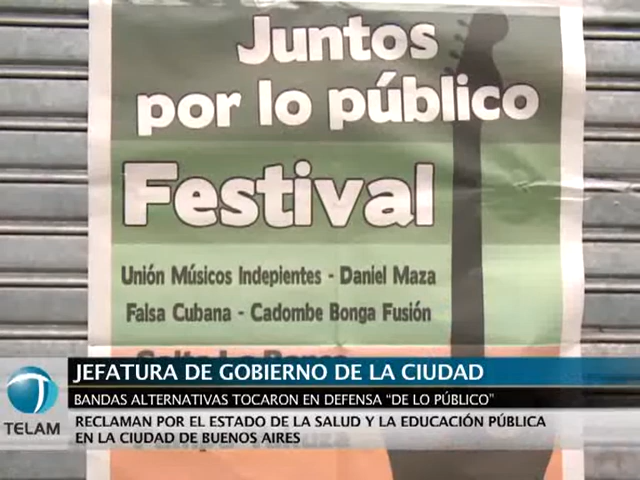 Juntos
por lo público
Festival
Unión Músicos Indepientes - Daniel Maza
Falsa Cubana - Cadombe Bonga Fusión
JEFATURA DE GOBIERNO DE LA CIUDAD
BANDAS ALTERNATIVAS TOCARON EN DEFENSA “DE LO PÚBLICO”
TELAM
RECLAMAN POR EL ESTADO DE LA SALUD Y LA EDUCACIÓN PÚBLICA
EN LA CIUDAD DE BUENOS AIRES